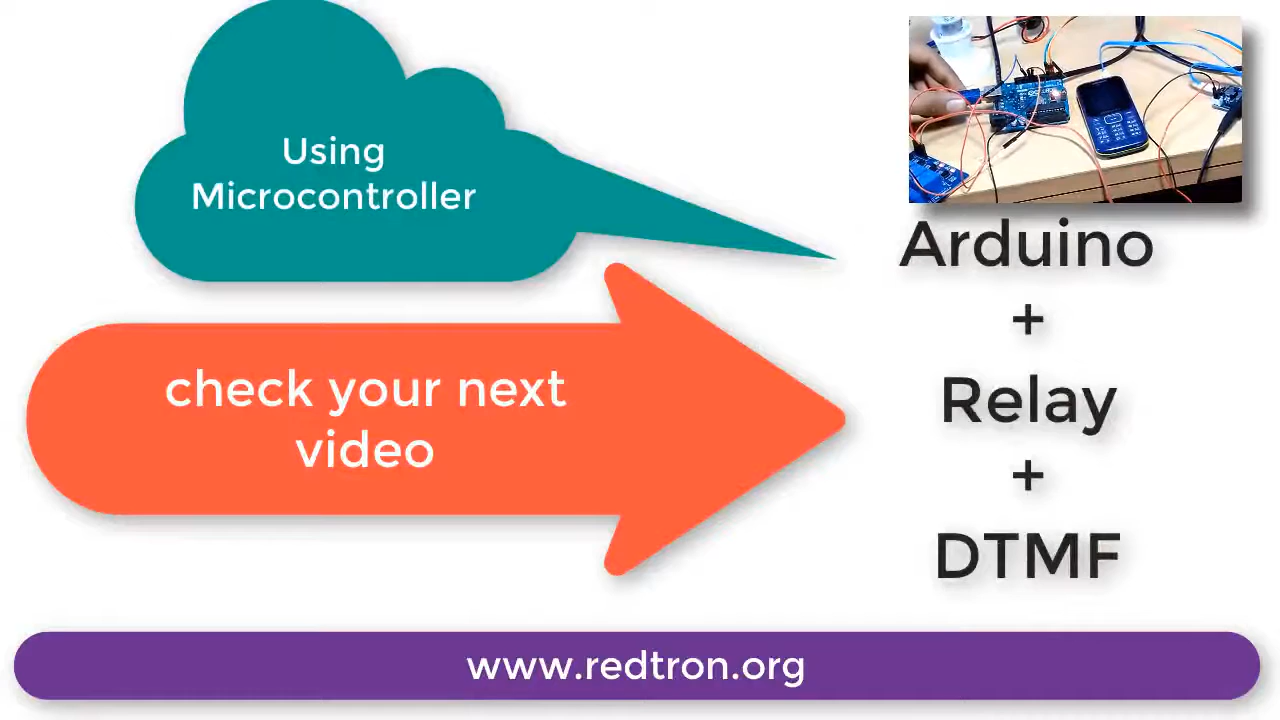 Using
Microcontroller
check your next
video
Arduino
+
Relay
+
DTMF
www.redtron.org